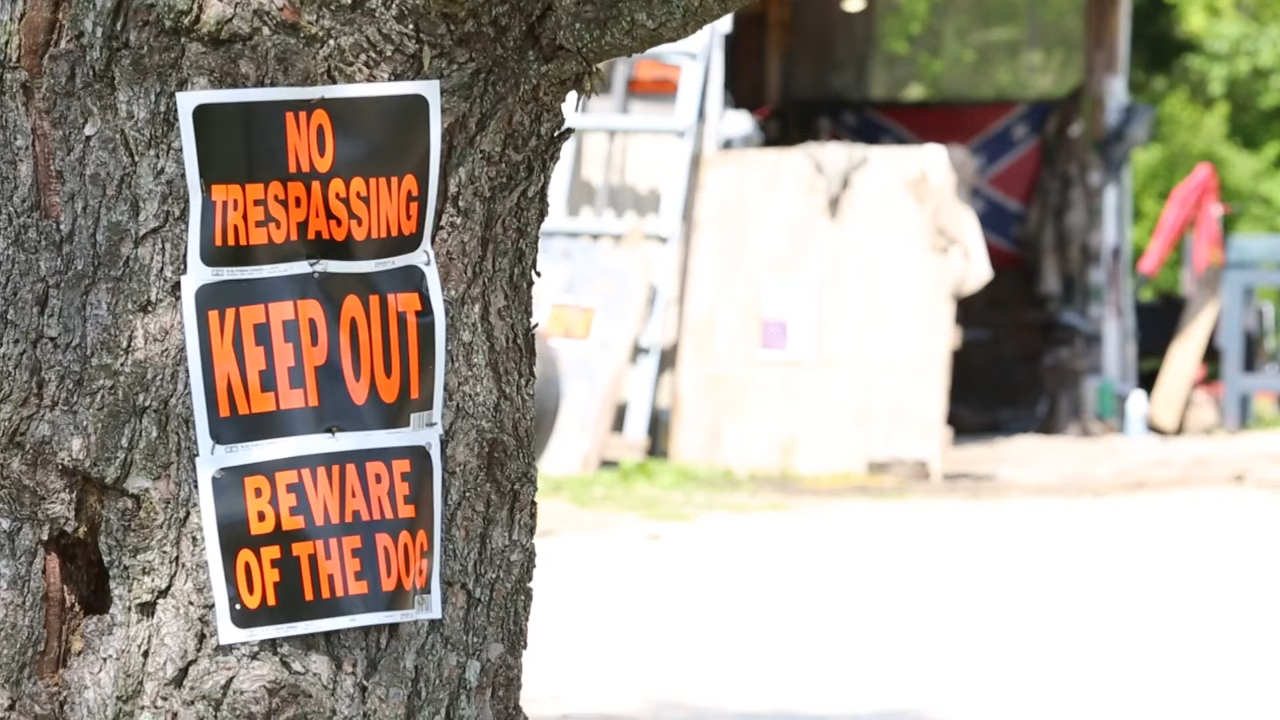 NO
TRESPASSING
KEEP OUT
BEWARE
OF THE DOG